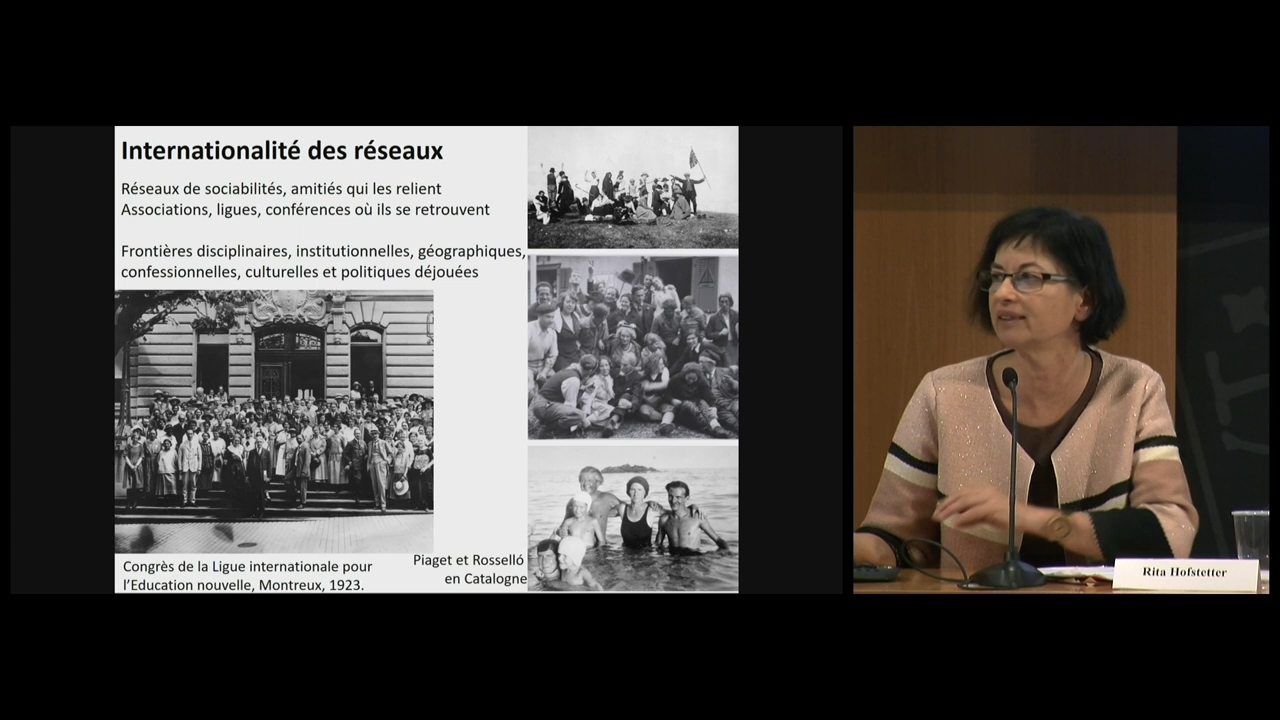 Internationalité des réseaux
Réseaux de sociabilités, amitiés qui les relient
Associations, ligues, conférences où ils se retrouvent
Frontières disciplinaires, institutionnelles, géographiques,
confessionnelles, culturelles et politiques déjouées
Congrès de la Ligue internationale pour
l'Education nouvelle, Montreux, 1923.
Piaget et Rosselló
en Catalogne
Rita Hofstetter